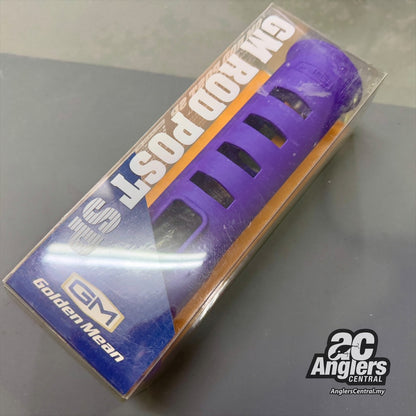 GM ROD POST
GM
Golden Mean
2C
Anglers
CENTRAL
AnglersCentral.my